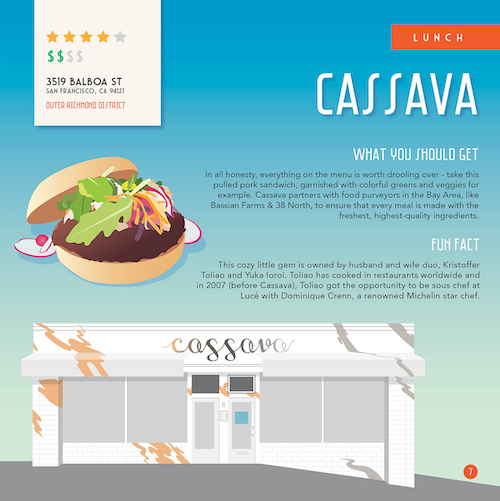 $$$$
3519 BALBOA ST
SAN FRANCISCO, CA 94121
OUTER RICHMOND DISTRICT
LUNCH
CASSAVA
WHAT YOU SHOULD GET
In all honesty, everything on the menu is worth drooling over - take this
pulled pork sandwich, garnished with colorful greens and veggies for
example. Cassava partners with food purveyors in the Bay Area, like
Bassian Farms & 38 North, to ensure that every meal is made with the
freshest, highest-quality ingredients.
FUN FACT
This cozy little gem is owned by husband and wife duo, Kristoffer
Toliao and Yuka Ioroi. Toliao has cooked in restaurants worldwide and
in 2007 (before Cassava), Toliao got the opportunity to be sous chef at
Lucé with Dominique Crenn, a renowned Michelin star chef.
cassava
7